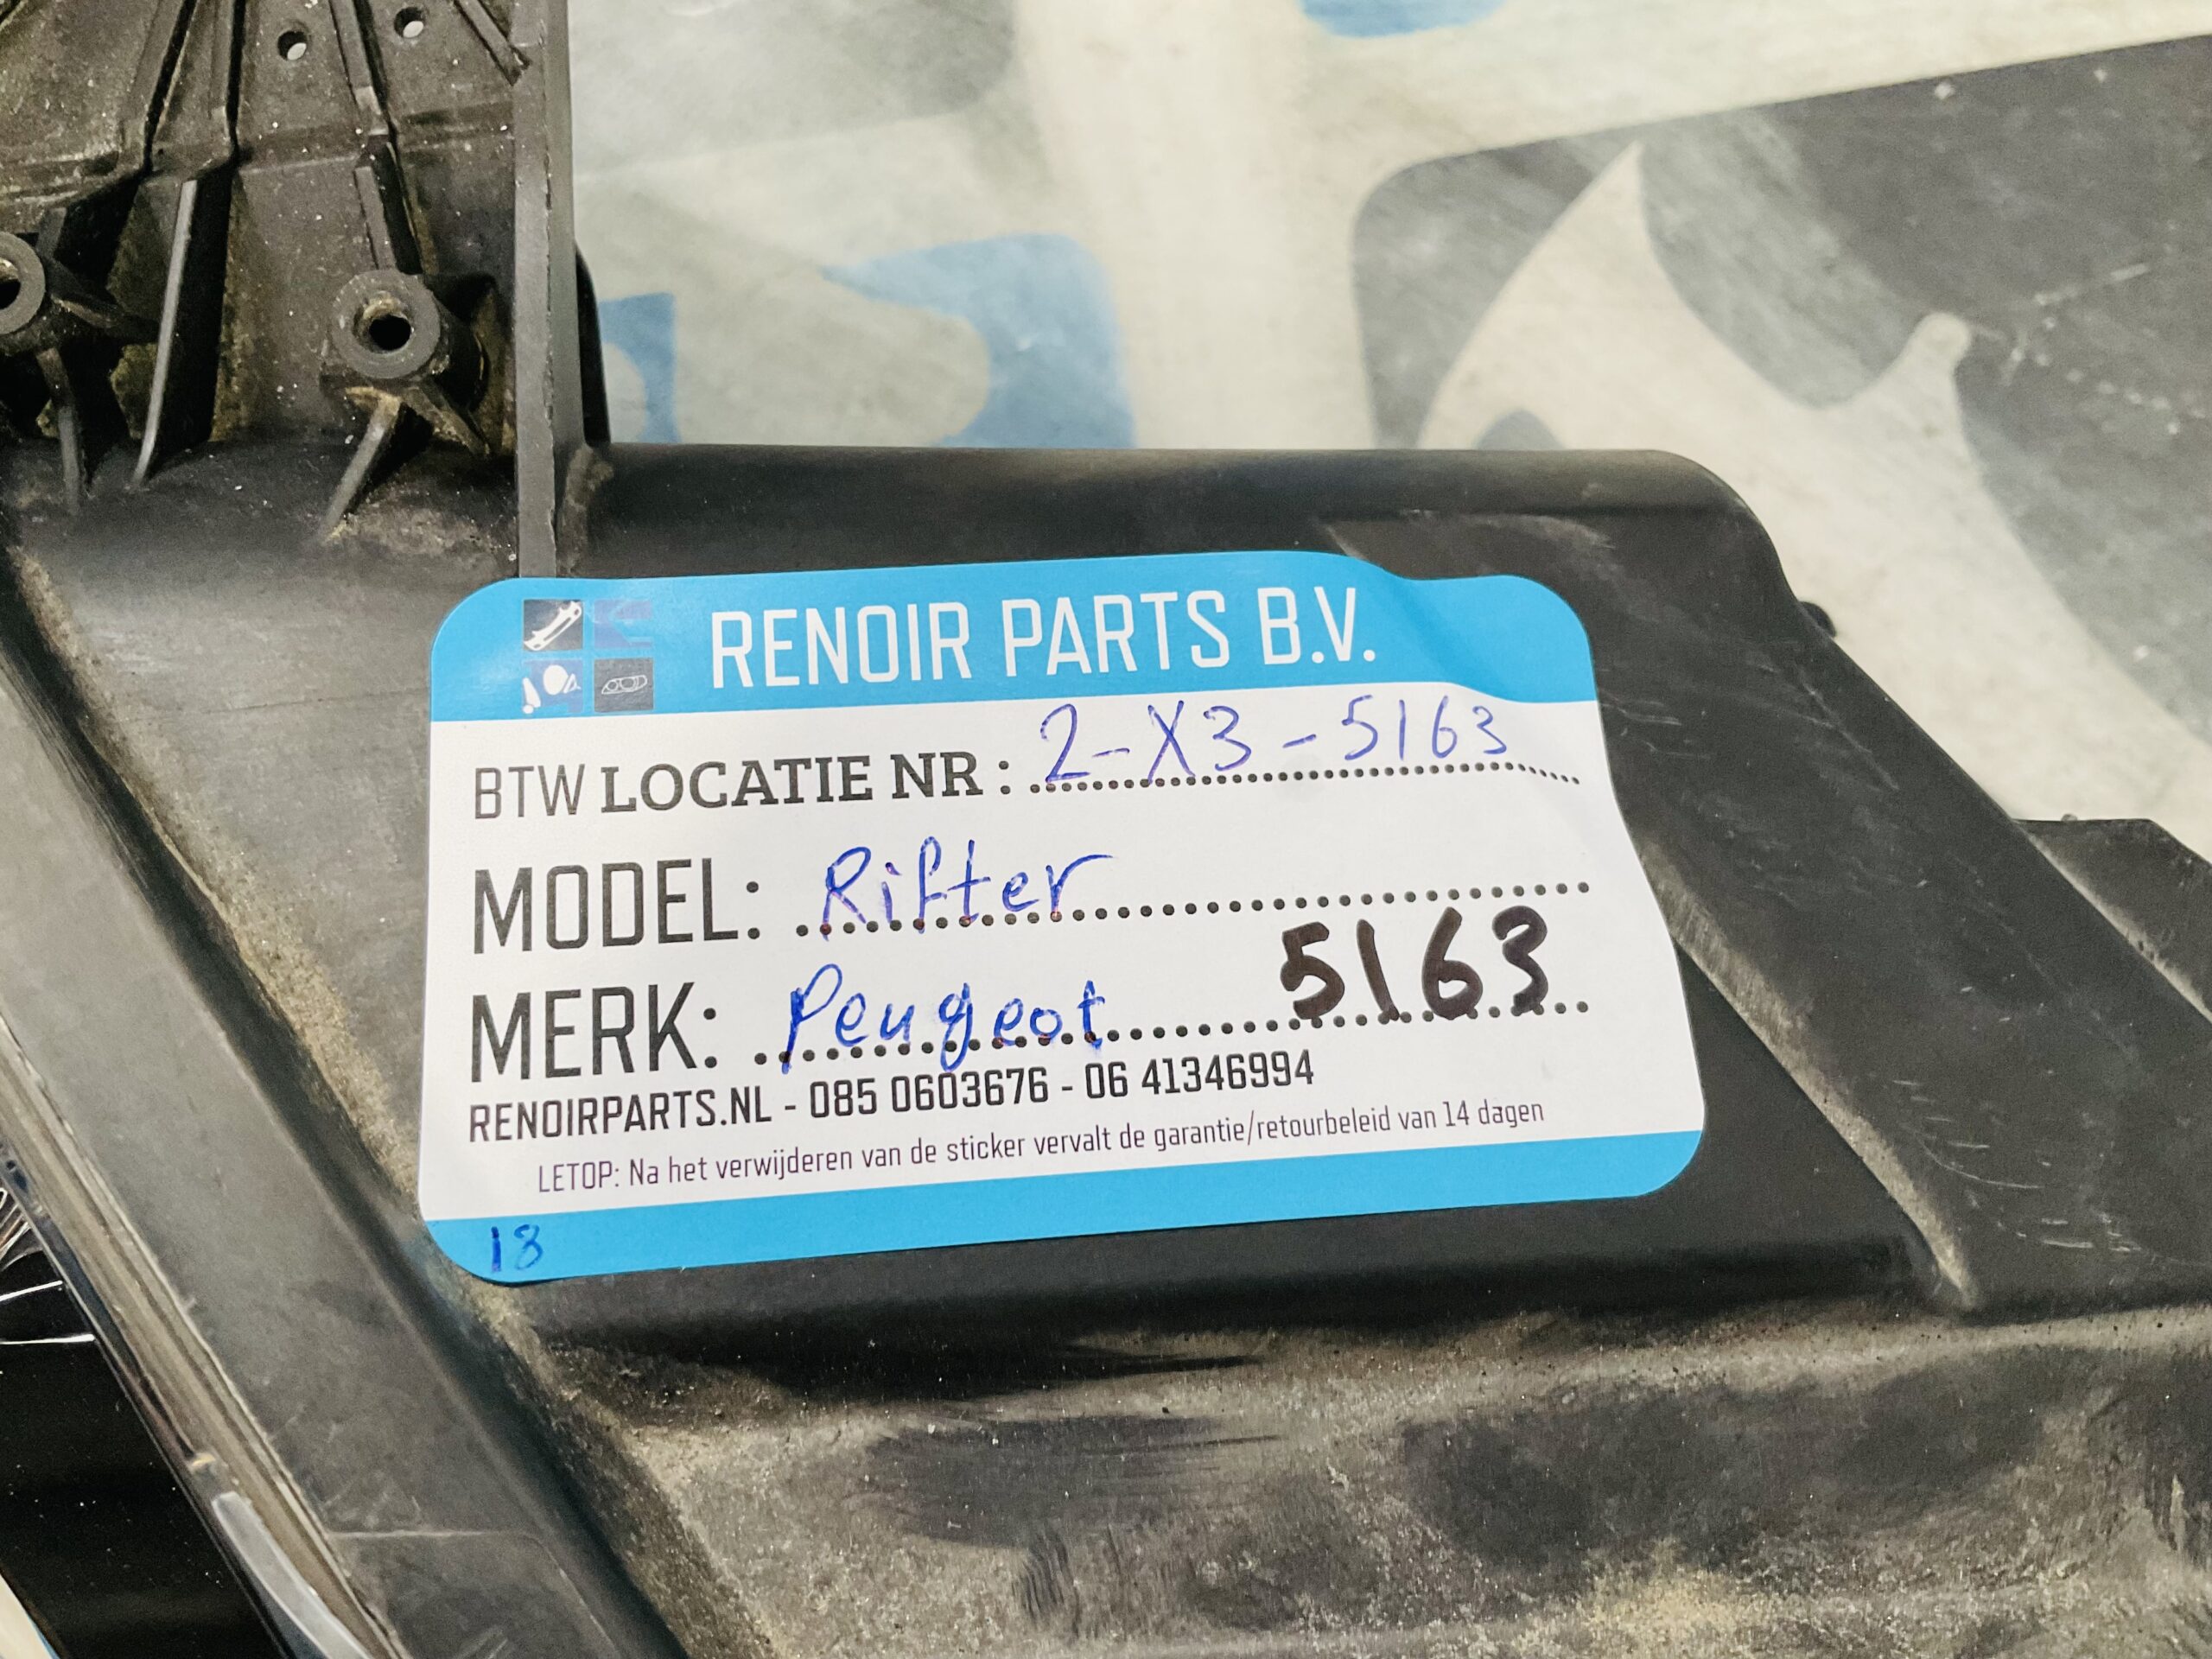 RENOIR PARTS B.V.
BTW LOCATIE NR : 2-X3-5163
MODEL: Rifter
MERK: Peugeot 5163
RENOIRPARTS.NL - 085 0603676 - 06 41346994
LETOP: Na het verwijderen van de sticker vervalt de garantie/retourbeleid van 14 dagen
18